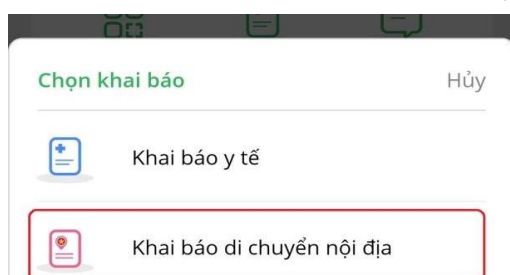 Chọn khai báo Hủy
Khai báo y tế
Khai báo di chuyển nội địa